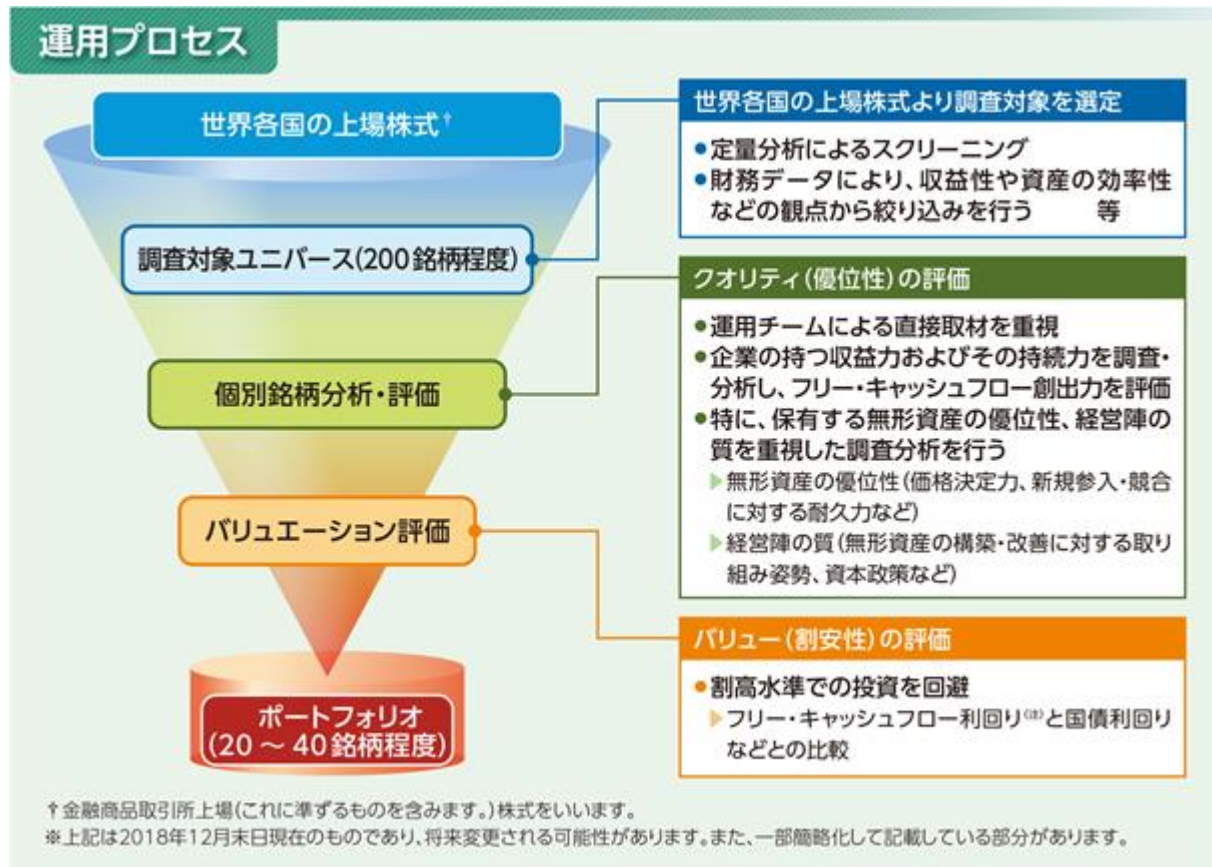 運用プロセス
世界各国の上場株式†
調査対象ユニバース(200銘柄程度)
個別銘柄分析・評価
バリュエーション評価
ポートフォリオ
(20 ～ 40銘柄程度)
世界各国の上場株式より調査対象を選定
●定量分析によるスクリーニング
●財務データにより、収益性や資産の効率性
などの観点から絞り込みを行う 等
クオリティ(優位性)の評価
●運用チームによる直接取材を重視
●企業の持つ収益力およびその持続力を調査・
分析し、フリー・キャッシュフロー創出力を評価
●特に、保有する無形資産の優位性、経営陣の
質を重視した調査分析を行う
▶無形資産の優位性(価格決定力、新規参入・競合
に対する耐久力など)
▶経営陣の質(無形資産の構築・改善に対する取り
組み姿勢、資本政策など)
バリュー(割安性)の評価
●割高水準での投資を回避
▶フリー・キャッシュフロー利回り(注)と国債利回り
などとの比較
†金融商品取引所上場(これに準ずるものを含みます。)株式をいいます。
※上記は2018年12月末日現在のものであり、将来変更される可能性があります。また、一部簡略化して記載している部分があります。